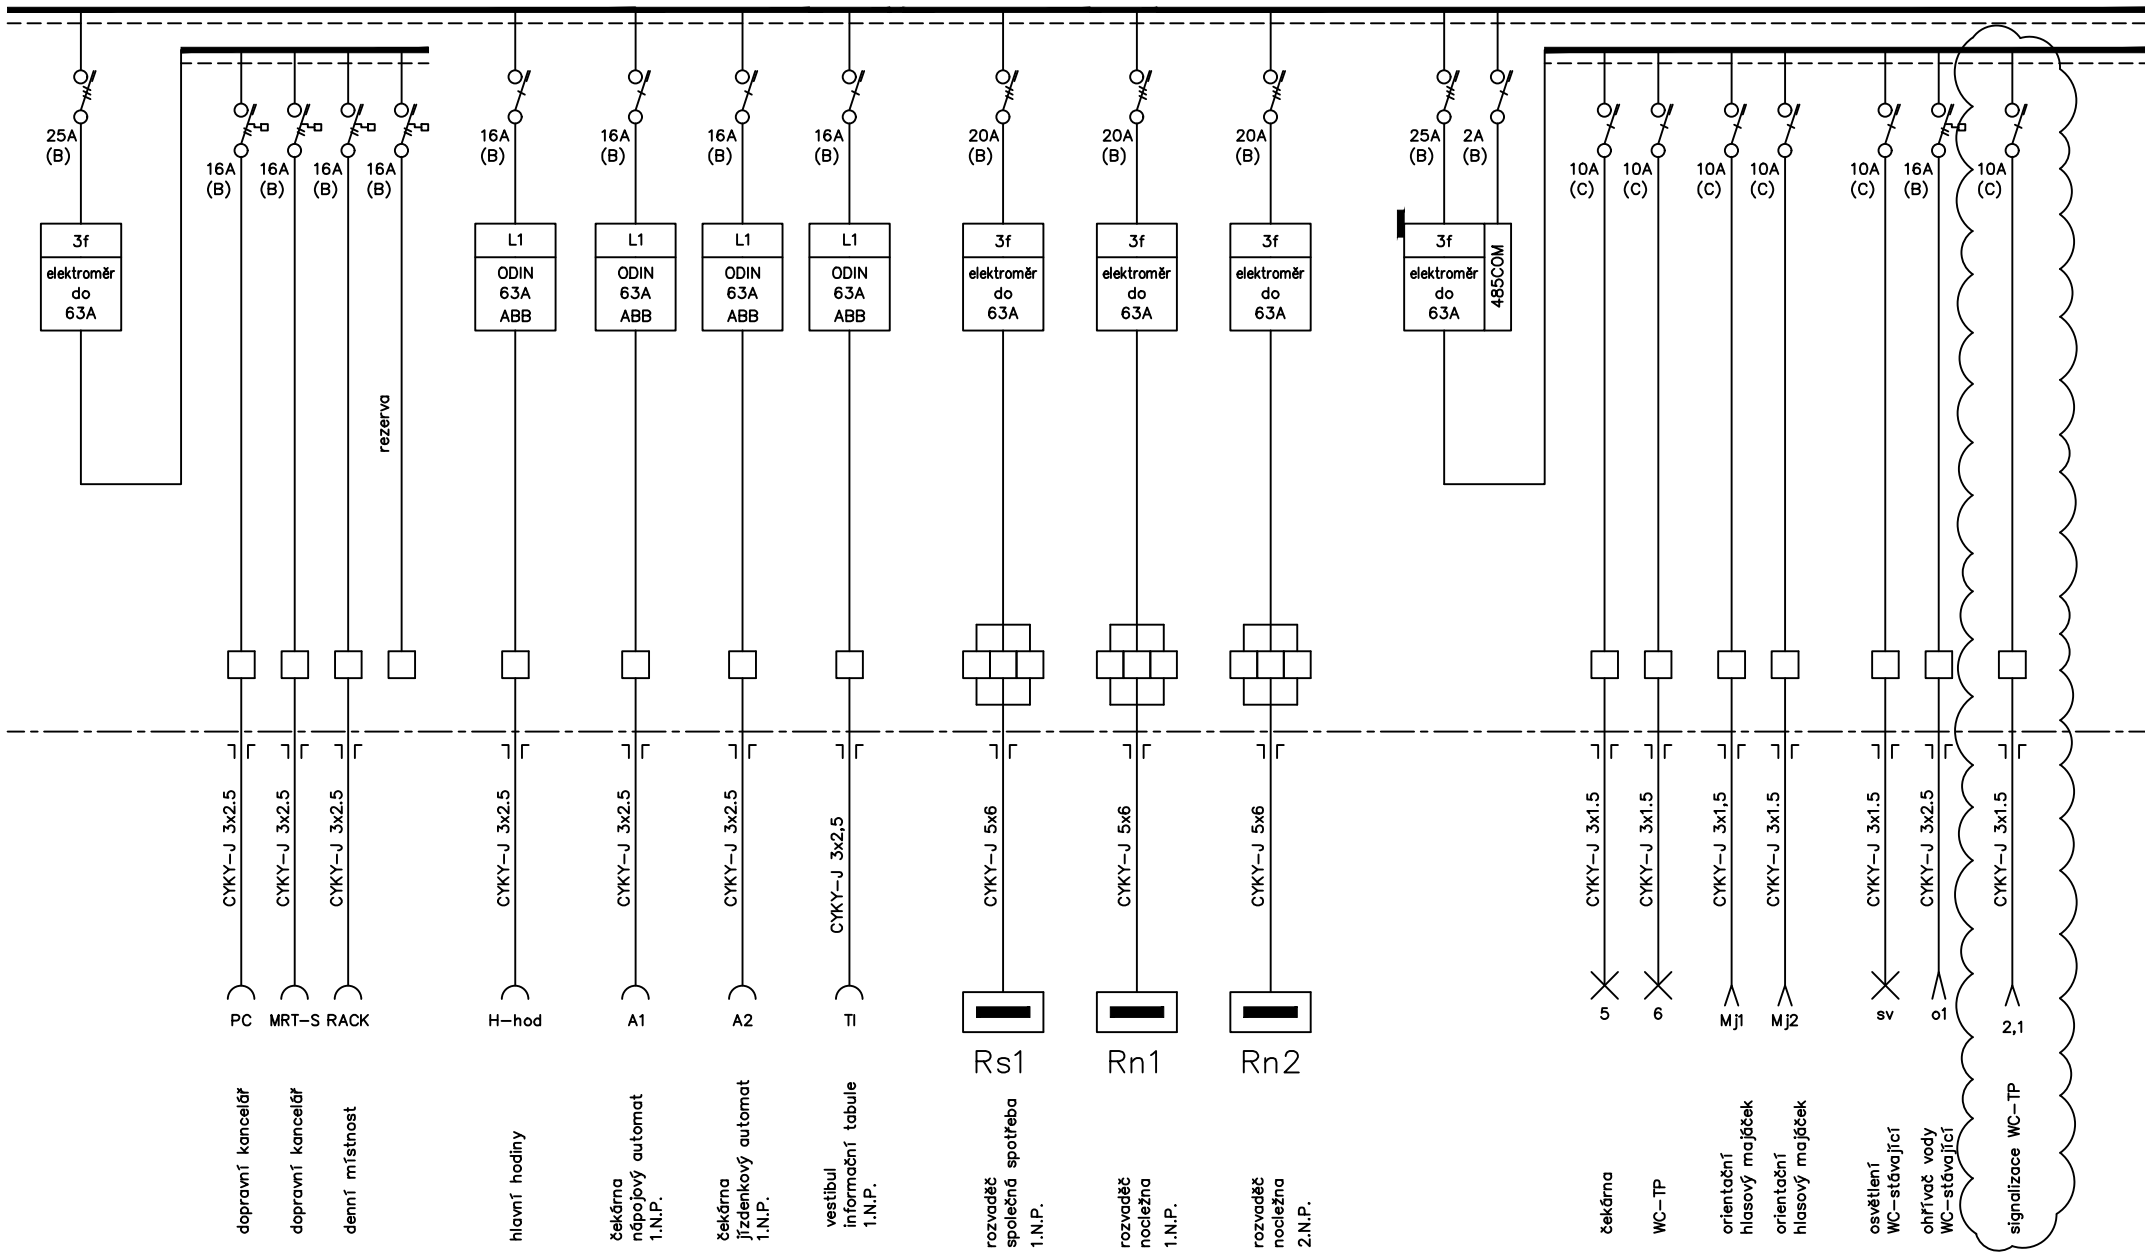 25A
(B)
16A
(B)
16A
(B)
16A
(B)
16A
(B)
16A
(B)
16A
(B)
16A
(B)
16A
(B)
20A
(B)
20A
(B)
20A
(B)
25A
(B)
2A
(B)
10A
(C)
10A
(C)
10A
(C)
10A
(C)
10A
(C)
16A
(B)
10A
(C)
3f
elektroměr
do
63A
L1
ODIN
63A
ABB
L1
ODIN
63A
ABB
L1
ODIN
63A
ABB
L1
ODIN
63A
ABB
3f
elektroměr
do
63A
3f
elektroměr
do
63A
3f
elektroměr
do
63A
3f
elektroměr
do
63A
485COM
rezerva
CYKY-J 3x2.5
CYKY-J 3x2.5
CYKY-J 3x2.5
CYKY-J 3x2.5
CYKY-J 3x2.5
CYKY-J 3x2.5
CYKY-J 3x2,5
CYKY-J 5x6
CYKY-J 5x6
CYKY-J 5x6
CYKY-J 3x1.5
CYKY-J 3x1.5
CYKY-J 3x1,5
CYKY-J 3x1.5
CYKY-J 3x1.5
CYKY-J 3x2.5
CYKY-J 3x1.5
PC
MRT-S
RACK
H-hod
A1
A2
TI
Rs1
Rn1
Rn2
5
6
Mj1
Mj2
sv
o1
2,1
dopravní kancelář
dopravní kancelář
denní místnost
hlavní hodiny
čekárna
nápojový automat
1.N.P.
čekárna
jízdenkový automat
1.N.P.
vestibul
informační tabule
1.N.P.
rozvaděč
společná spotřeba
1.N.P.
rozvaděč
nocležna
1.N.P.
rozvaděč
nocležna
2.N.P.
čekárna
WC-TP
orientační
hlasový majáček
orientační
hlasový majáček
osvětlení
WC-stávající
ohřívač vody
WC-stávající
signalizace WC-TP